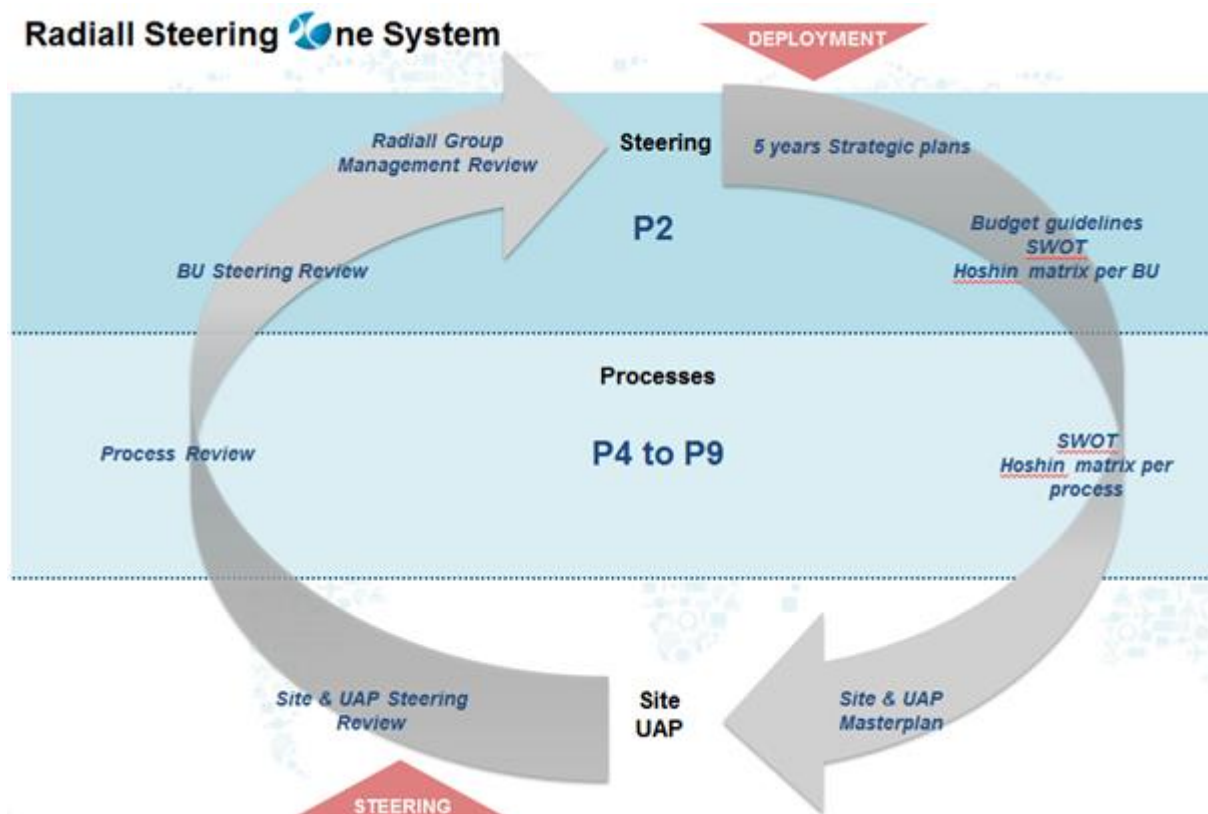 Radiall Steering One System
DEPLOYMENT
Radiall Group
Management Review
Steering
5 years Strategic plans
P2
Budget guidelines
SWOT
Hoshin matrix per BU
BU Steering Review
Processes
P4 to P9
Process Review
SWOT
Hoshin matrix per
process
Site & UAP Steering
Review
Site
UAP
Site & UAP
Masterplan
STEERING